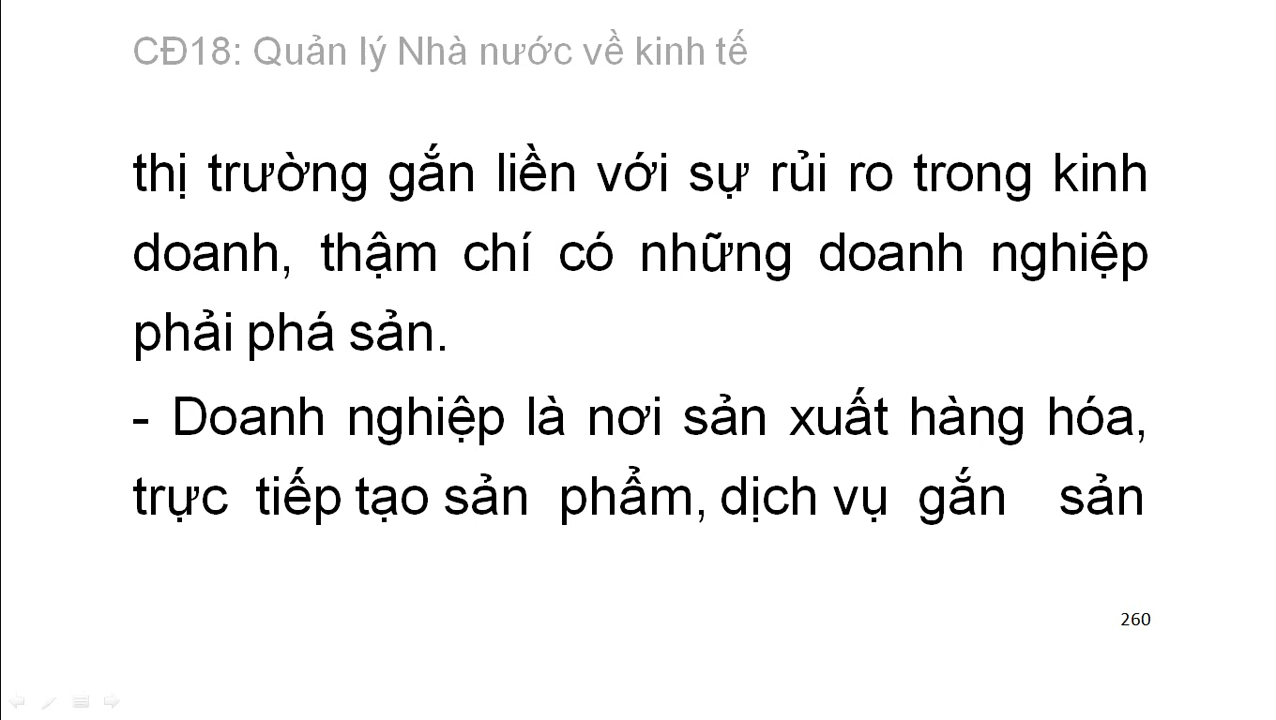 CĐ18: Quản lý Nhà nước về kinh tế
thị trường gắn liền với sự rủi ro trong kinh
doanh, thậm chí có những doanh nghiệp
phải phá sản.
- Doanh nghiệp là nơi sản xuất hàng hóa,
trực tiếp tạo sản phẩm, dịch vụ gắn sản
260